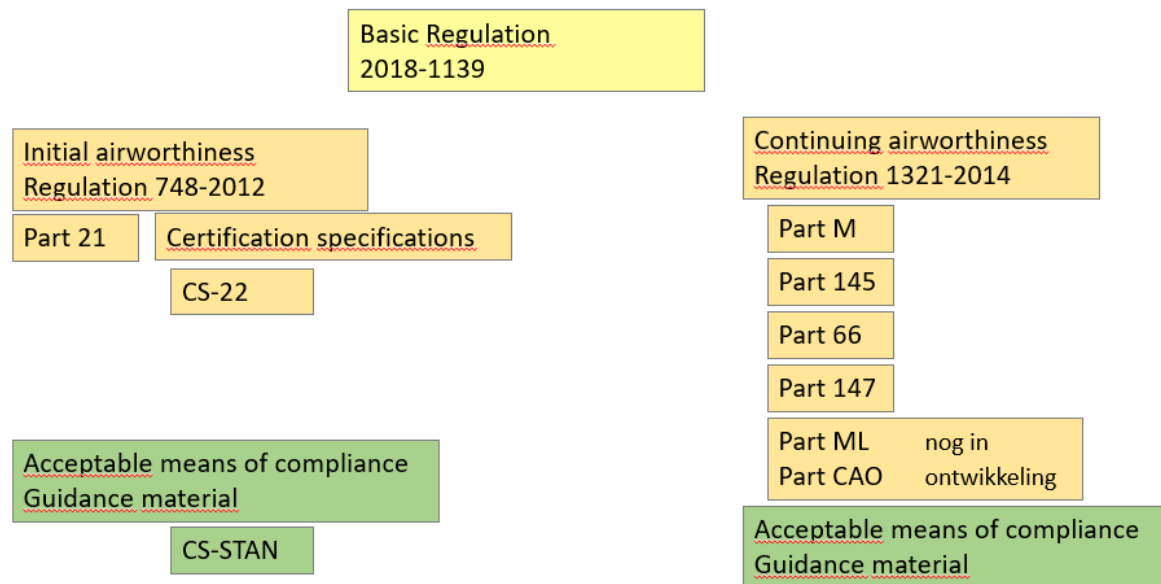 Basic Regulation
2018-1139
Initial airworthiness
Regulation 748-2012
Part 21
Certification specifications
CS-22
Acceptable means of compliance
Guidance material
CS-STAN
Continuing airworthiness
Regulation 1321-2014
Part M
Part 145
Part 66
Part 147
Part ML nog in
Part CAO ontwikkeling
Acceptable means of compliance
Guidance material